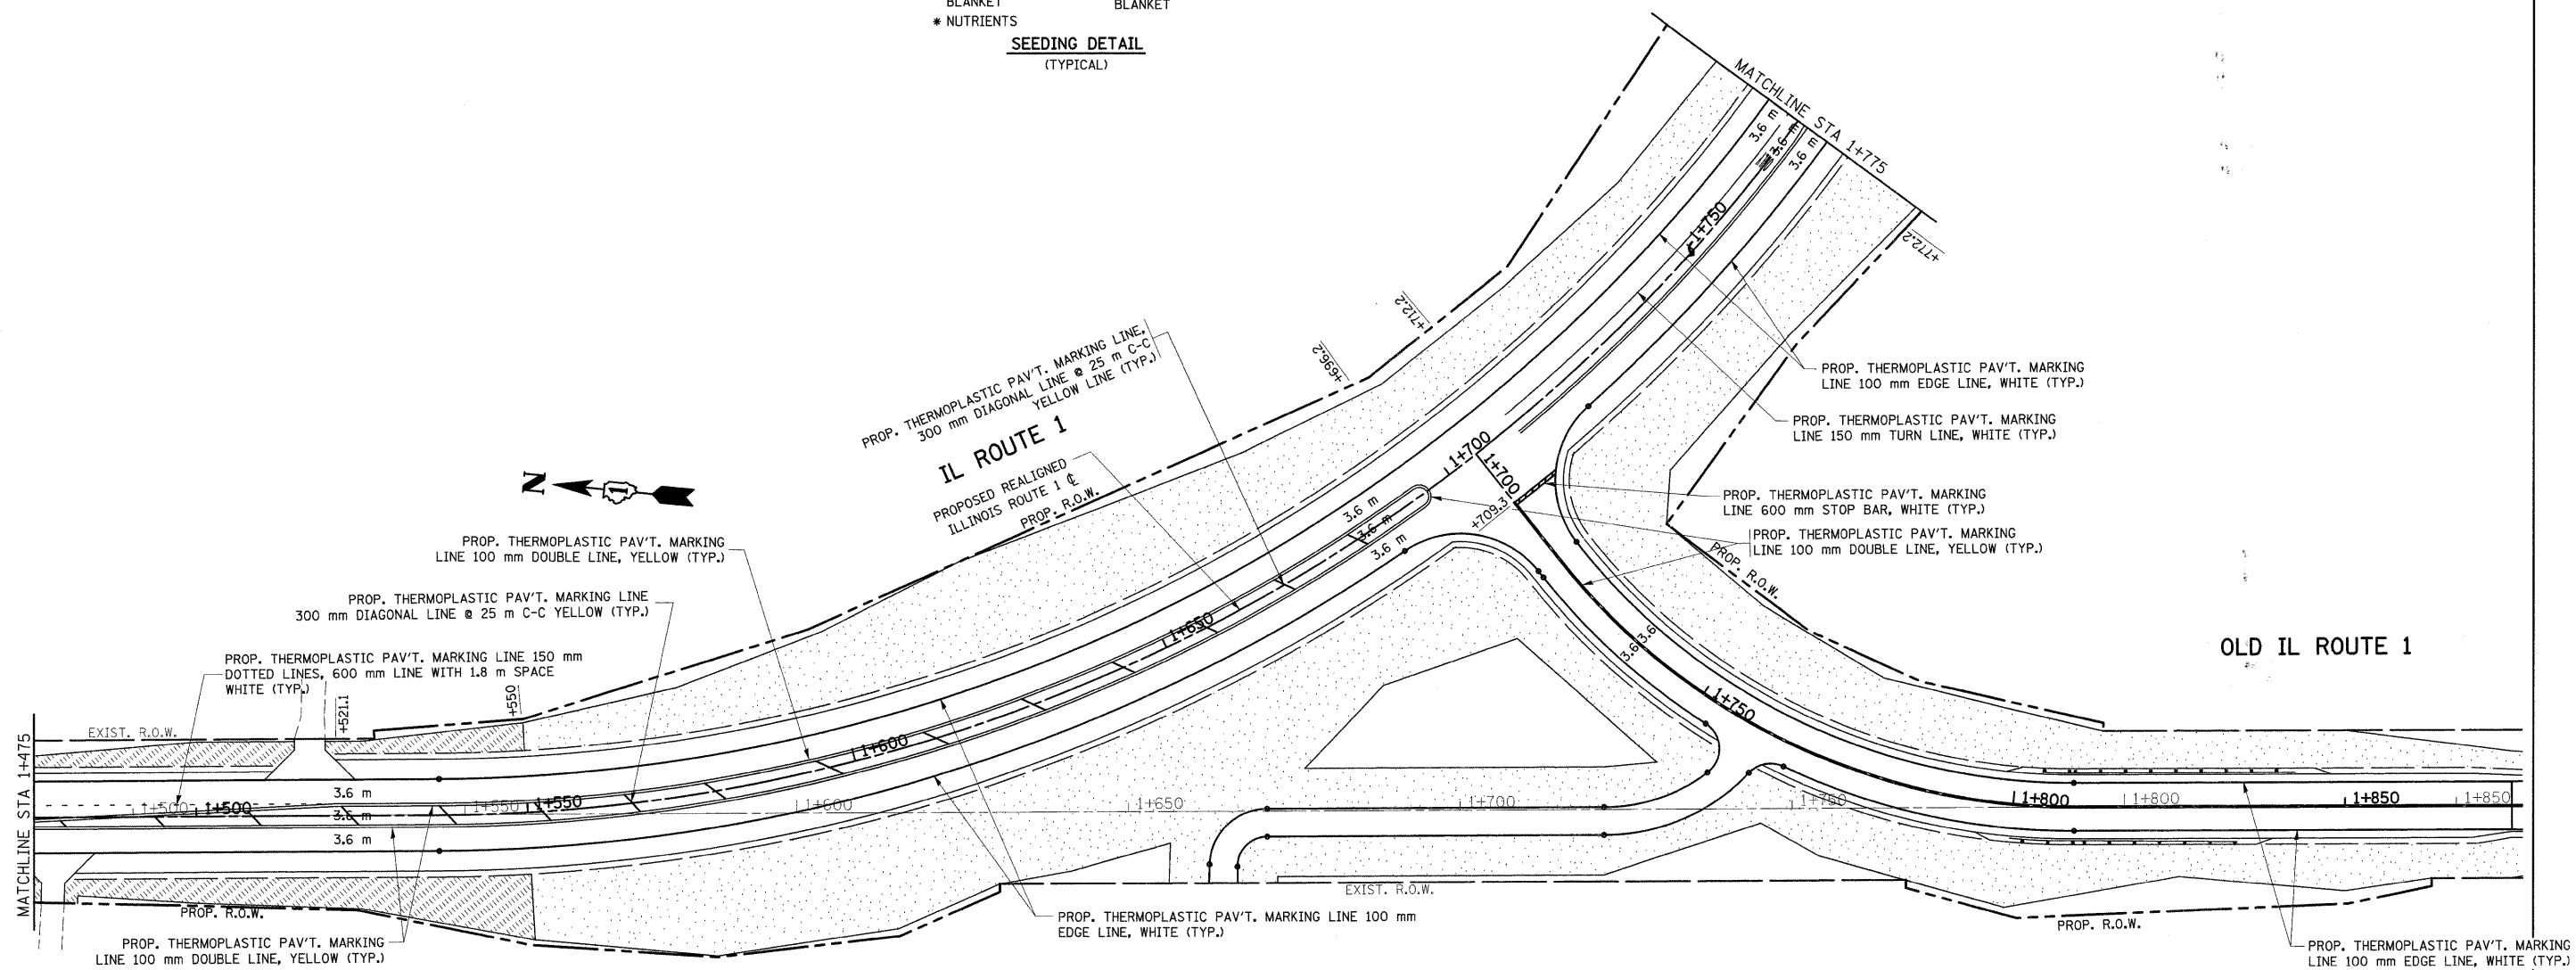 BLANKET
BLANKET
* NUTRIENTS
SEEDING DETAIL
(TYPICAL)
MATCHLINE STA 1+775
E
E
E
3.6
3.6
3.6
1+750
+772.2
+712.2
+696.2
PROP. THERMOPLASTIC PAV'T. MARKING LINE,
300 mm DIAGONAL LINE @ 25 m C-C
YELLOW LINE (TYP.)
IL ROUTE 1
PROPOSED REALIGNED
ILLINOIS ROUTE 1 ℄
PROP. R.O.W.
PROP. THERMOPLASTIC PAV'T. MARKING
LINE 100 mm EDGE LINE, WHITE (TYP.)
PROP. THERMOPLASTIC PAV'T. MARKING
LINE 150 mm TURN LINE, WHITE (TYP.)
1+700
1+700
+709.3
PROP. THERMOPLASTIC PAV'T. MARKING
LINE 600 mm STOP BAR, WHITE (TYP.)
PROP. THERMOPLASTIC PAV'T. MARKING
LINE 100 mm DOUBLE LINE, YELLOW (TYP.)
PROP. R.O.W.
N
1
3.6 m
3.6 m
3.6 m
PROP. THERMOPLASTIC PAV'T. MARKING
LINE 100 mm DOUBLE LINE, YELLOW (TYP.)
PROP. THERMOPLASTIC PAV'T. MARKING LINE
300 mm DIAGONAL LINE @ 25 m C-C YELLOW (TYP.)
PROP. THERMOPLASTIC PAV'T. MARKING LINE 150 mm
DOTTED LINES, 600 mm LINE WITH 1.8 m SPACE
WHITE (TYP.)
1+650
3.6
3.6
OLD IL ROUTE 1
+521.1
+550
EXIST. R.O.W.
MATCHLINE STA 1+475
1+600
1+750
3.6 m
1+500
1+500
1+550
1+550
1+600
1+650
1+700
1+750
1+800
1+800
1+850
1+850
3.6 m
3.6 m
EXIST. R.O.W.
PROP. R.O.W.
PROP. R.O.W.
PROP. THERMOPLASTIC PAV'T. MARKING LINE 100 mm
EDGE LINE, WHITE (TYP.)
PROP. THERMOPLASTIC PAV'T. MARKING
LINE 100 mm DOUBLE LINE, YELLOW (TYP.)
PROP. THERMOPLASTIC PAV'T. MARKING
LINE 100 mm EDGE LINE, WHITE (TYP.)